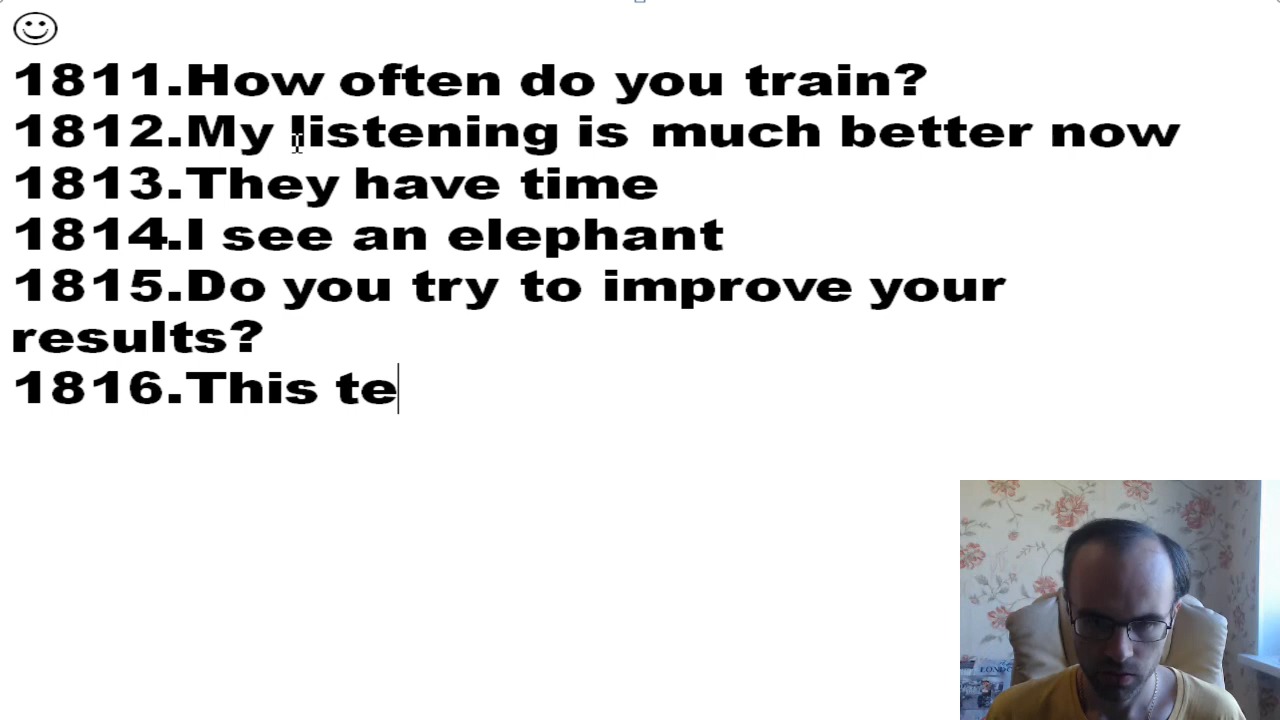 1811.How often do you train?
1812.My listening is much better now
1813.They have time
1814.I see an elephant
1815.Do you try to improve your
results?
1816.This te